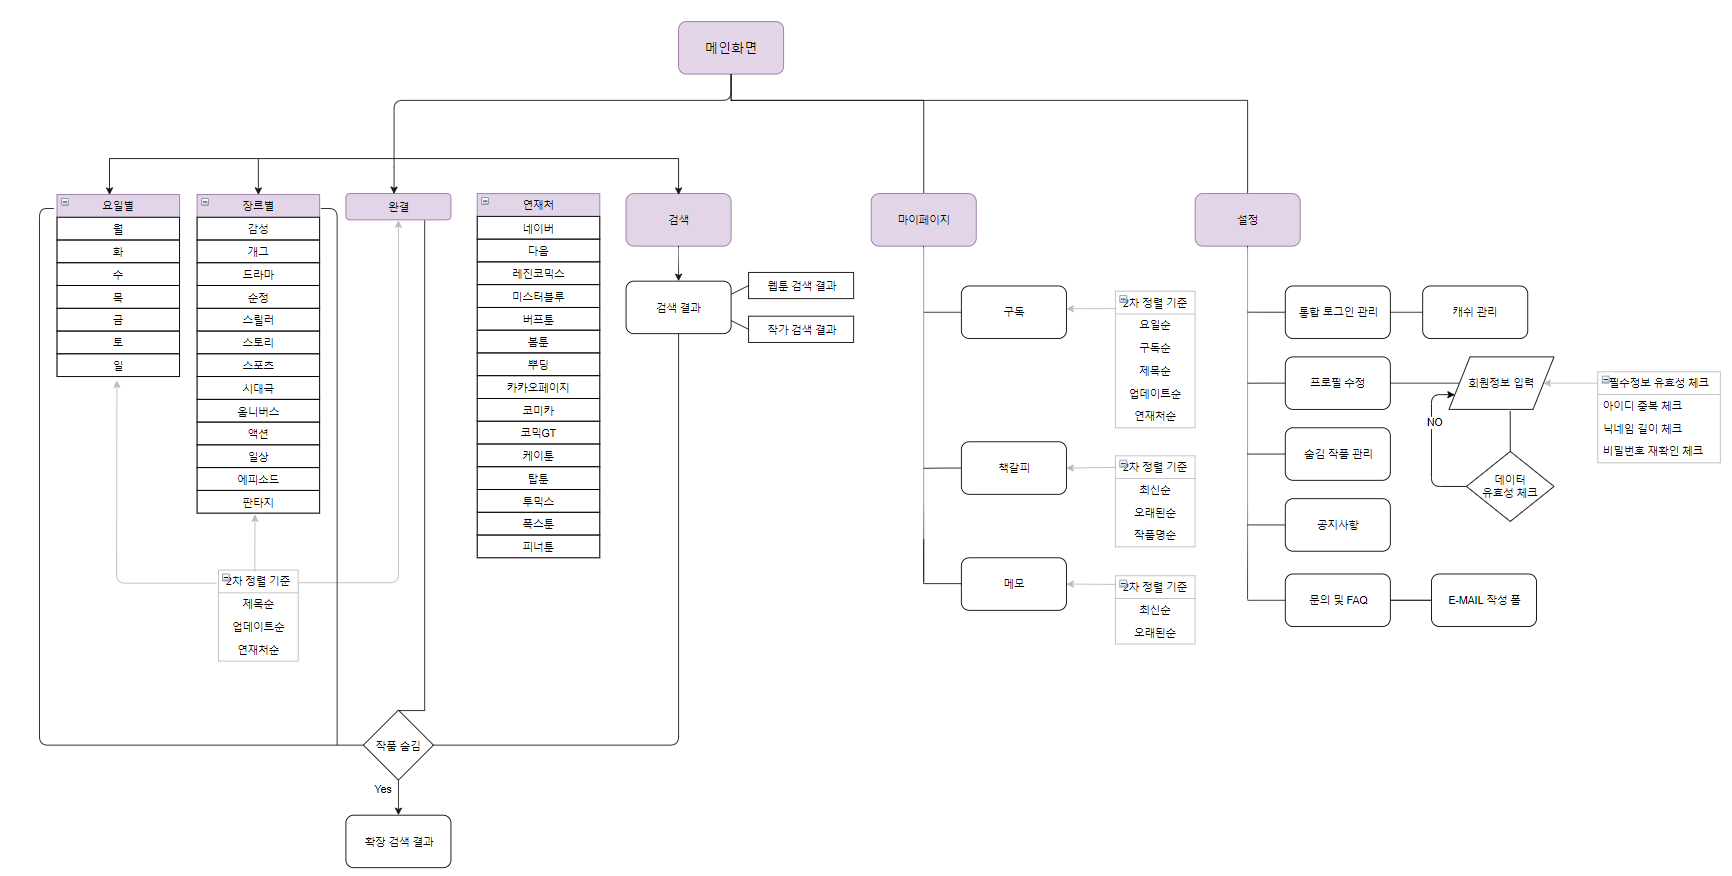 메인화면
요일별
월
화
수
목
금
토
일
장르별
감성
개그
드라마
순정
스릴러
스토리
스포츠
시대극
옴니버스
액션
일상
에피소드
판타지
2차 정렬 기준
제목순
업데이트순
연재처순
완결
연재처
네이버
다음
레진코믹스
미스터블루
버프툰
봄툰
뿌딩
카카오페이지
코미카
코믹GT
케이툰
탑툰
투믹스
폭스툰
피너툰
검색
검색 결과
웹툰 검색 결과
작가 검색 결과
작품 숨김
Yes
확장 검색 결과
마이페이지
구독
2차 정렬 기준
요일순
구독순
제목순
업데이트순
연재처순
책갈피
2차 정렬 기준
최신순
오래된순
작품명순
메모
2차 정렬 기준
최신순
오래된순
설정
통합 로그인 관리
캐쉬 관리
프로필 수정
회원정보 입력
필수정보 유효성 체크
아이디 중복 체크
닉네임 길이 체크
비밀번호 재확인 체크
NO
데이터
유효성 체크
숨김 작품 관리
공지사항
문의 및 FAQ
E-MAIL 작성 폼